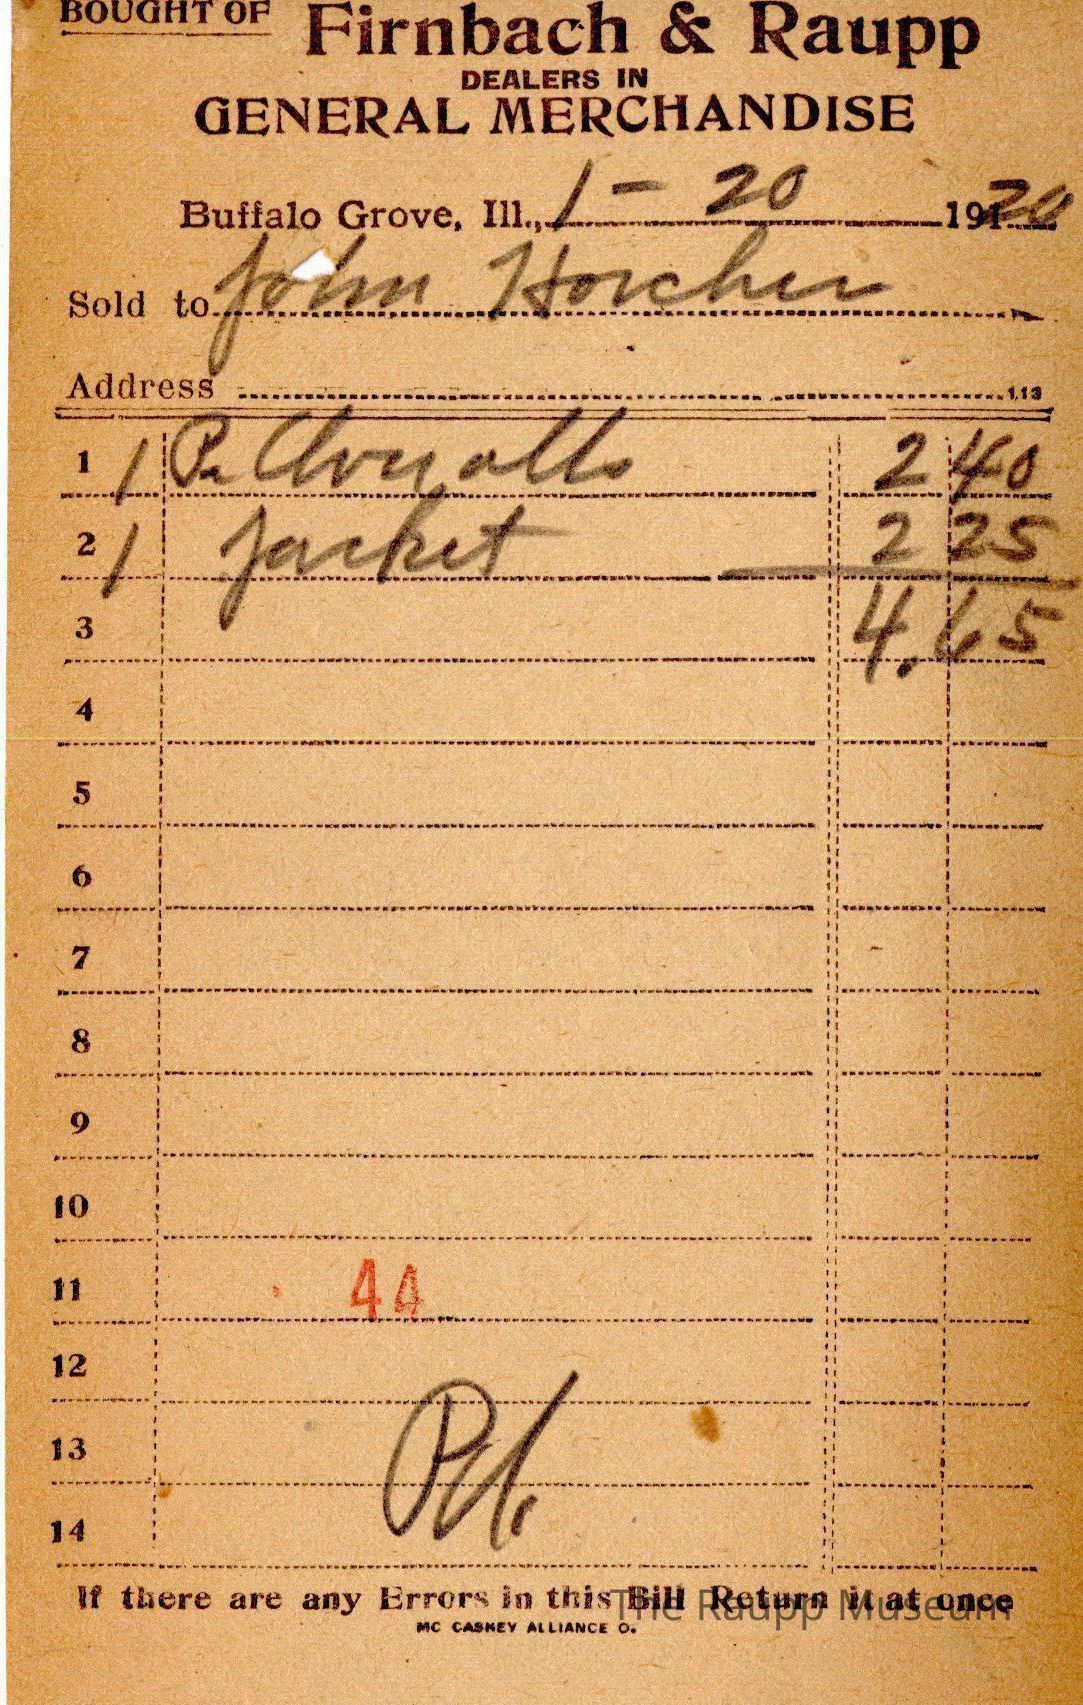 BOUGHT OF Firnbach & Raupp
DEALERS IN
GENERAL MERCHANDISE
Buffalo Grove, Ill., 1 - 20 1920
Sold to John Horcher
Address 113
1 1 Pr Overalls 2 40
2 1 Jacket 2 25
3 4.65
4
5
6
7
8
9
10
11 44
12
13 Pd.
14
If there are any Errors in this Bill Return it at once
The Raupp Museum
MC CASKEY ALLIANCE O.